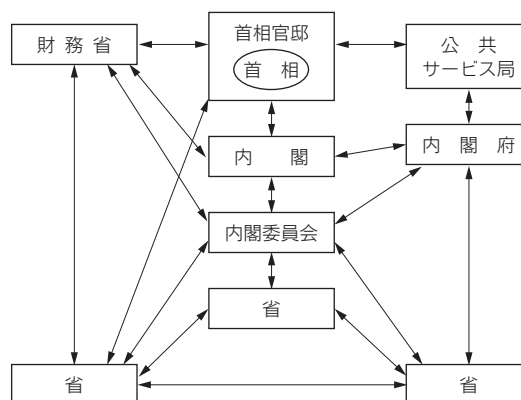 財務省
首相官邸
首　相
公　共
サービス局
内　閣
内　閣　府
内閣委員会
省
省
省